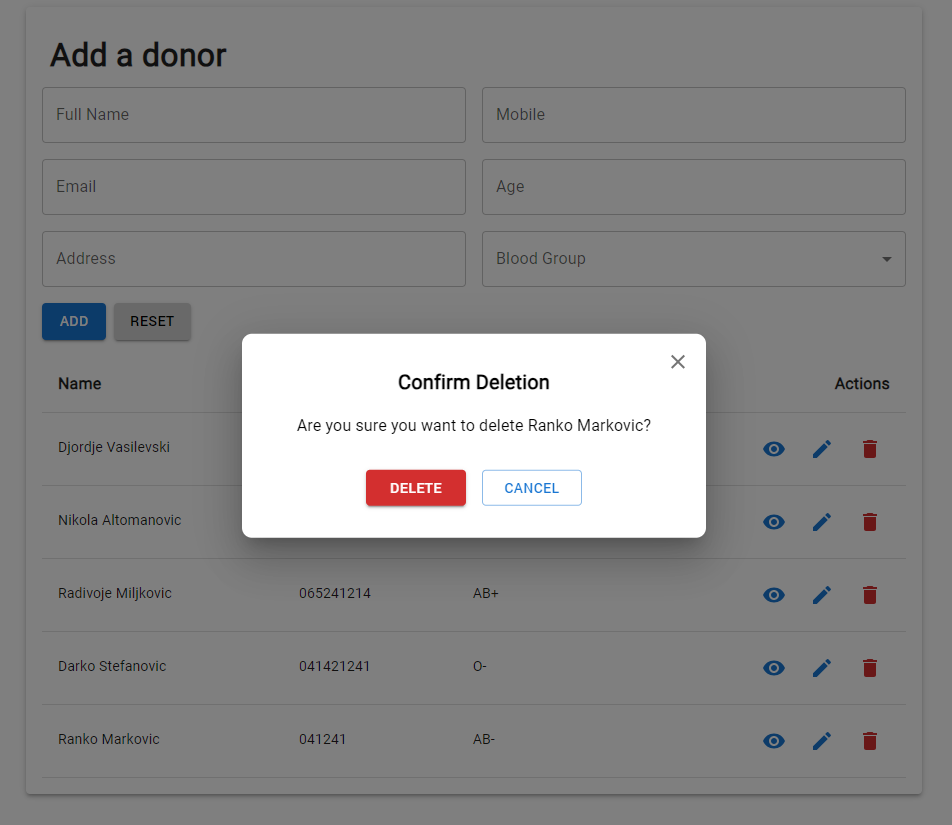 Add a donor
Full Name Mobile
Email Age
Address Blood Group
ADD RESET
Name Actions
Confirm Deletion
Are you sure you want to delete Ranko Markovic?
DELETE CANCEL
Djordje Vasilevski
Nikola Altomanovic
Radivoje Miljkovic 065241214 AB+
Darko Stefanovic 041421241 O-
Ranko Markovic 041241 AB-